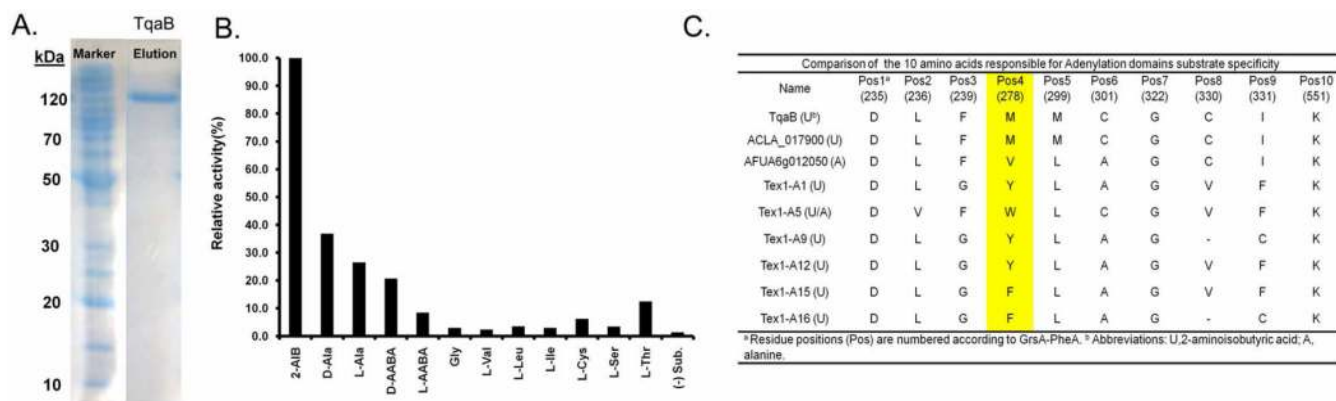 A.
TqaB
kDa
Marker
Elution
120
70
50
30
20
10
B.
Relative activity(%)
100.0
90.0
80.0
70.0
60.0
50.0
40.0
30.0
20.0
10.0
0.0
2-AIB
D-Ala
L-Ala
D-AABA
L-AABA
Gly
L-Val
L-Leu
L-Ile
L-Cys
L-Ser
L-Thr
(-) Sub.
C.
Comparison of the 10 amino acids responsible for Adenylation domains substrate specificity
Name Pos1ª Pos2 Pos3 Pos4 Pos5 Pos6 Pos7 Pos8 Pos9 Pos10
(235) (236) (239) (278) (299) (301) (322) (330) (331) (551)
TqaB (Uᵇ) D L F M M C G C I K
ACLA_017900 (U) D L F M M C G C I K
AFUA6g012050 (A) D L F V L A G C I K
Tex1-A1 (U) D L G Y L A G V F K
Tex1-A5 (U/A) D V F W L C G V F K
Tex1-A9 (U) D L G Y L A G - C K
Tex1-A12 (U) D L G Y L A G V F K
Tex1-A15 (U) D L G F L A G V F K
Tex1-A16 (U) D L G F L A G - C K
ª Residue positions (Pos) are numbered according to GrsA-PheA. ᵇ Abbreviations: U,2-aminoisobutyric acid; A,
alanine.